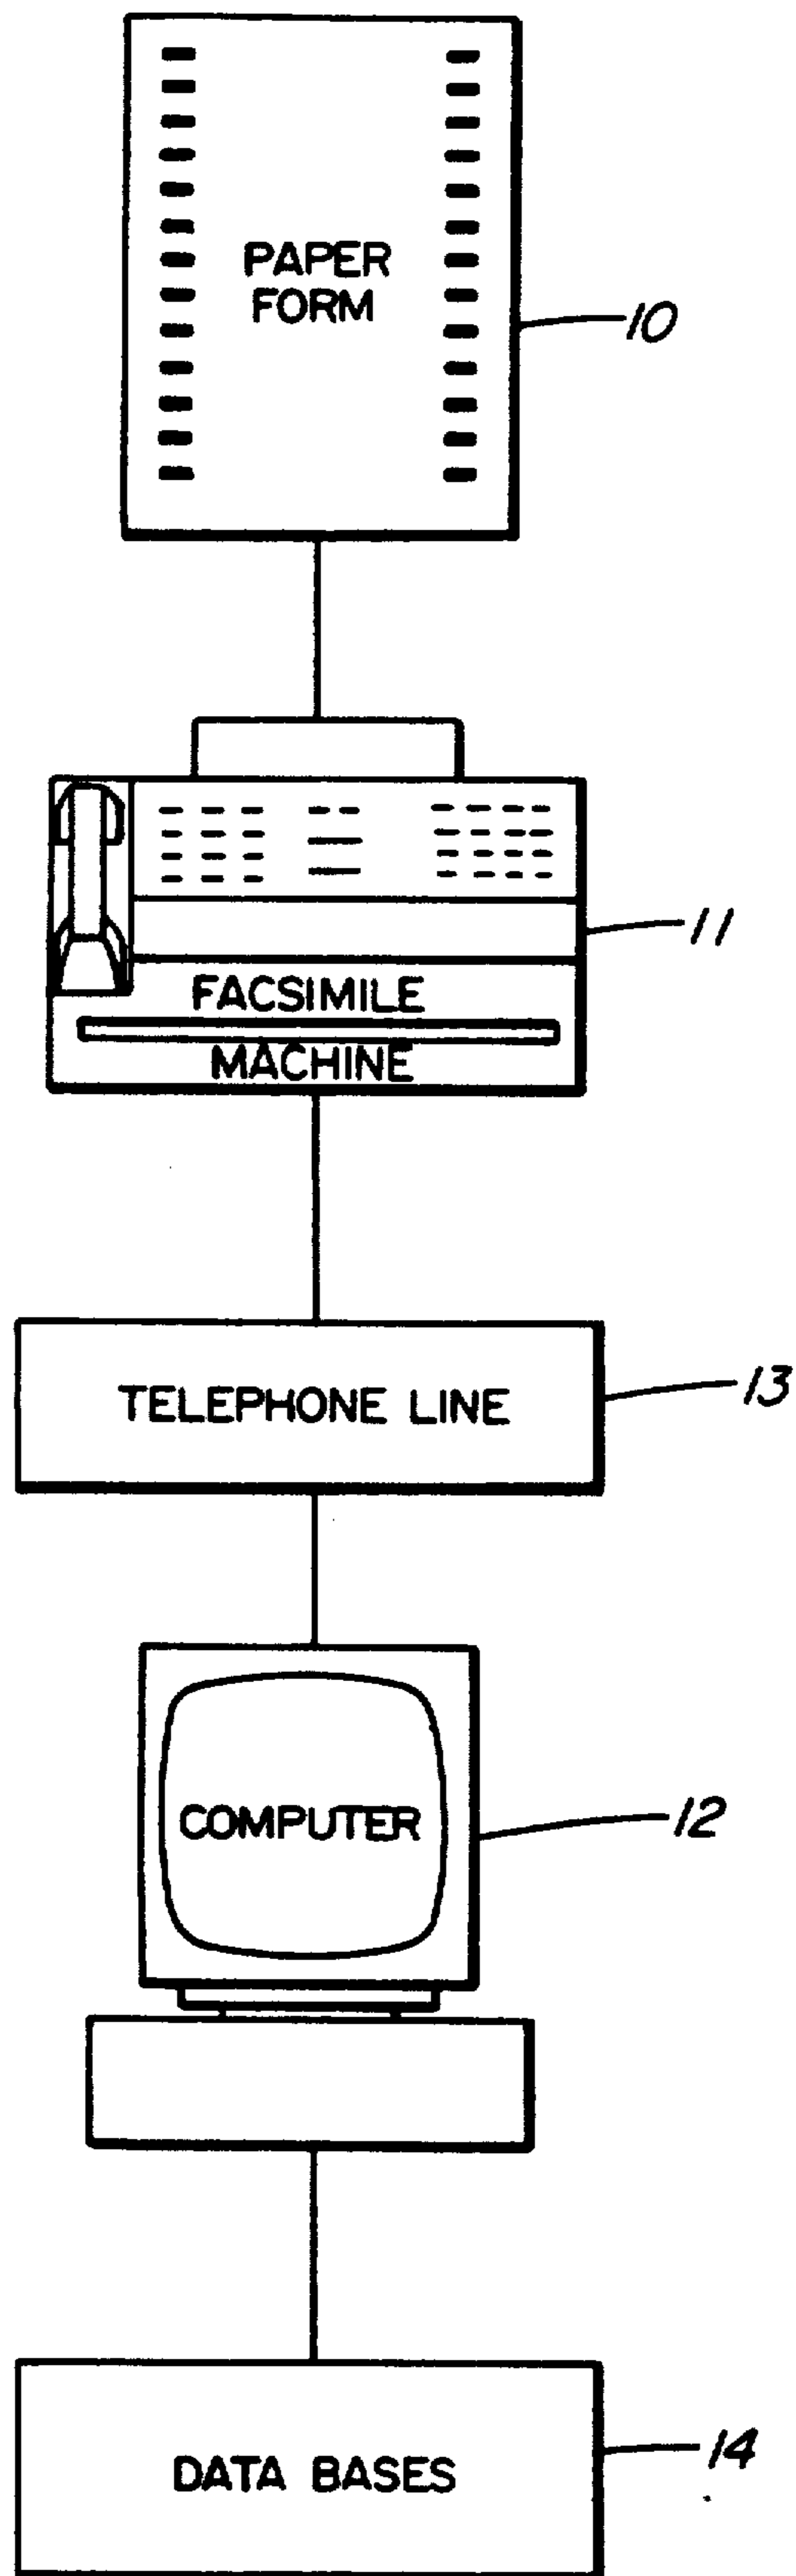 PAPER
FORM
10
11
FACSIMILE
MACHINE
TELEPHONE LINE
13
COMPUTER
12
DATA BASES
14